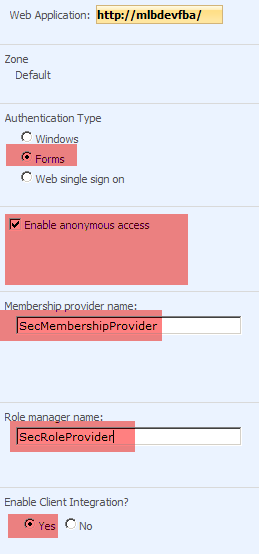 Web Application: http://mlbdevfba/
Zone
Default
Authentication Type
Windows
Forms
Web single sign on
Enable anonymous access
Membership provider name:
SecMembershipProvider
Role manager name:
SecRoleProvider
Enable Client Integration?
Yes No